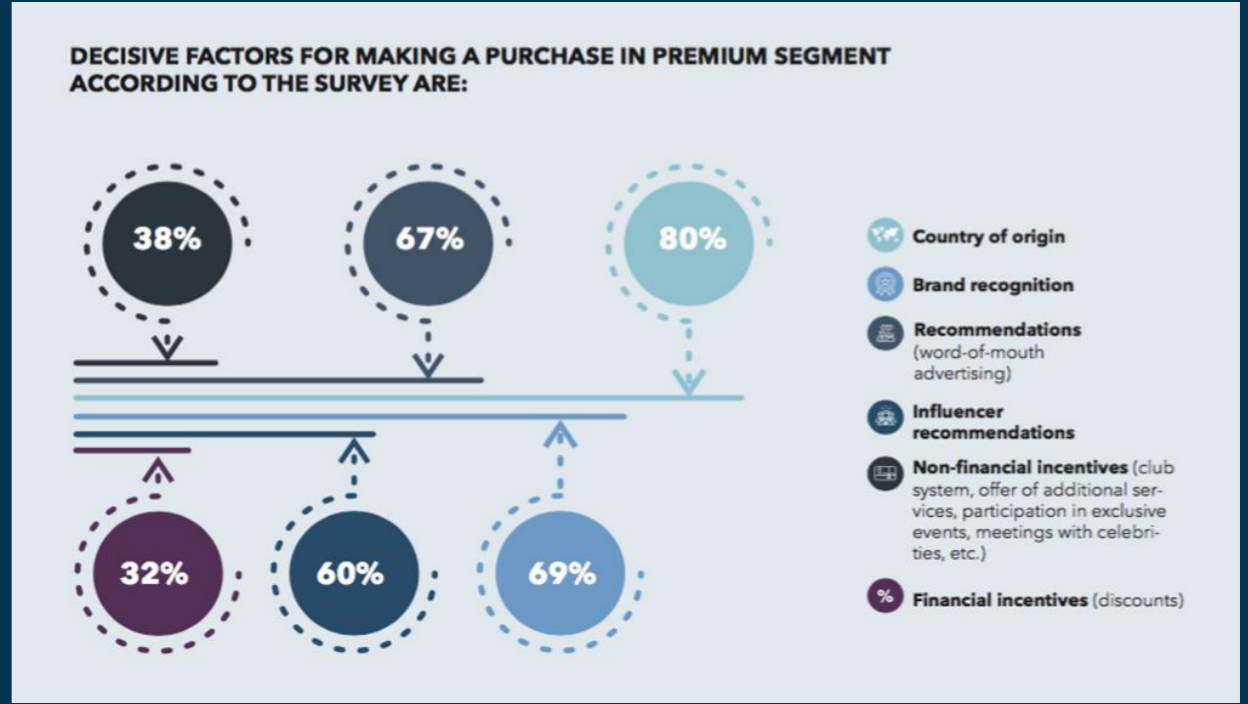 DECISIVE FACTORS FOR MAKING A PURCHASE IN PREMIUM SEGMENT
ACCORDING TO THE SURVEY ARE:
38%
67%
80%
32%
60%
69%
Country of origin
Brand recognition
Recommendations
(word-of-mouth
advertising)
Influencer
recommendations
Non-financial incentives (club
system, offer of additional ser-
vices, participation in exclusive
events, meetings with celebri-
ties, etc.)
%
Financial incentives (discounts)